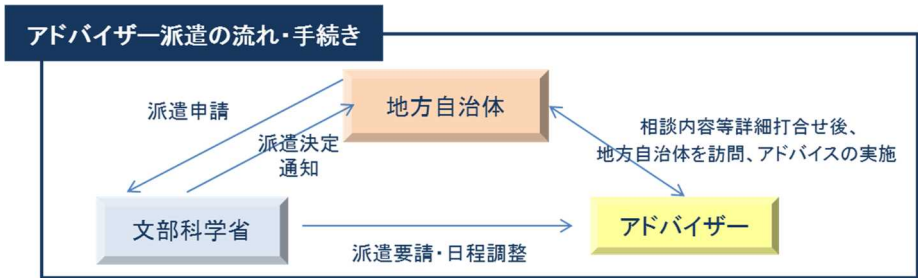 アドバイザー派遣の流れ・手続き
派遣申請
地方自治体
派遣決定
通知
相談内容等詳細打合せ後、
地方自治体を訪問、アドバイスの実施
文部科学省
アドバイザー
派遣要請・日程調整